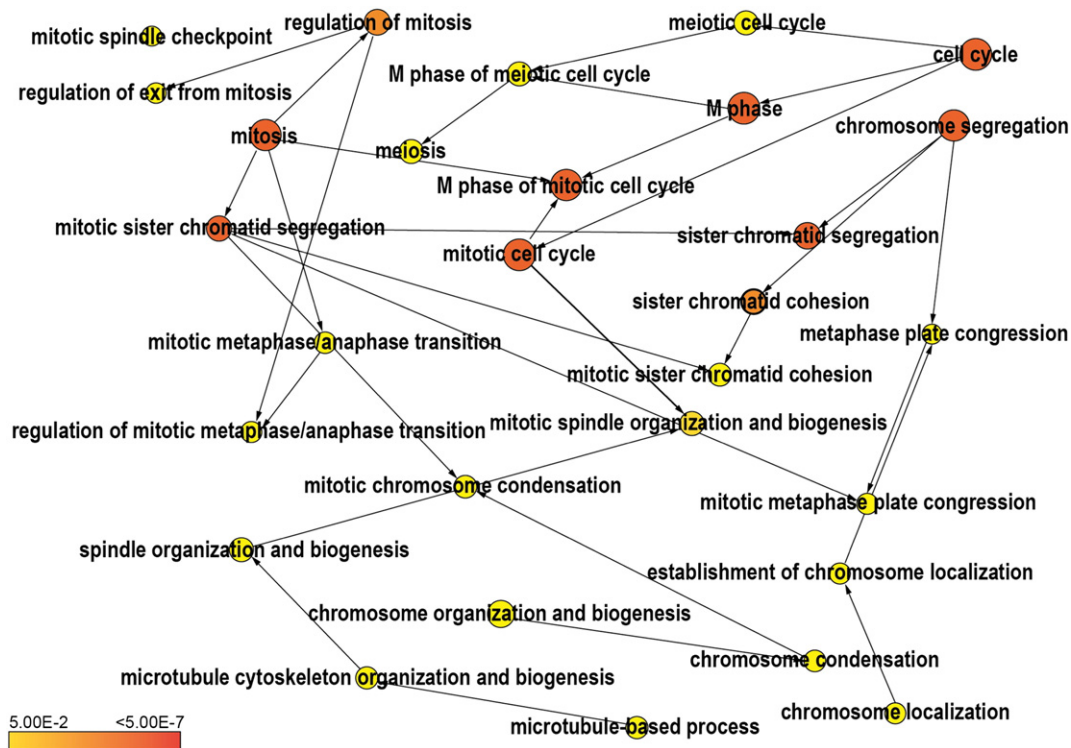 regulation of mitosis
meiotic cell cycle
mitotic spindle checkpoint
cell cycle
M phase of meiotic cell cycle
regulation of exit from mitosis
M phase
chromosome segregation
mitosis
meiosis
M phase of mitotic cell cycle
mitotic sister chromatid segregation
sister chromatid segregation
mitotic cell cycle
sister chromatid cohesion
metaphase plate congression
mitotic metaphase/anaphase transition
mitotic sister chromatid cohesion
mitotic spindle organization and biogenesis
regulation of mitotic metaphase/anaphase transition
mitotic chromosome condensation
mitotic metaphase plate congression
spindle organization and biogenesis
establishment of chromosome localization
chromosome organization and biogenesis
chromosome condensation
microtubule cytoskeleton organization and biogenesis
chromosome localization
5.00E-2 <5.00E-7
microtubule-based process